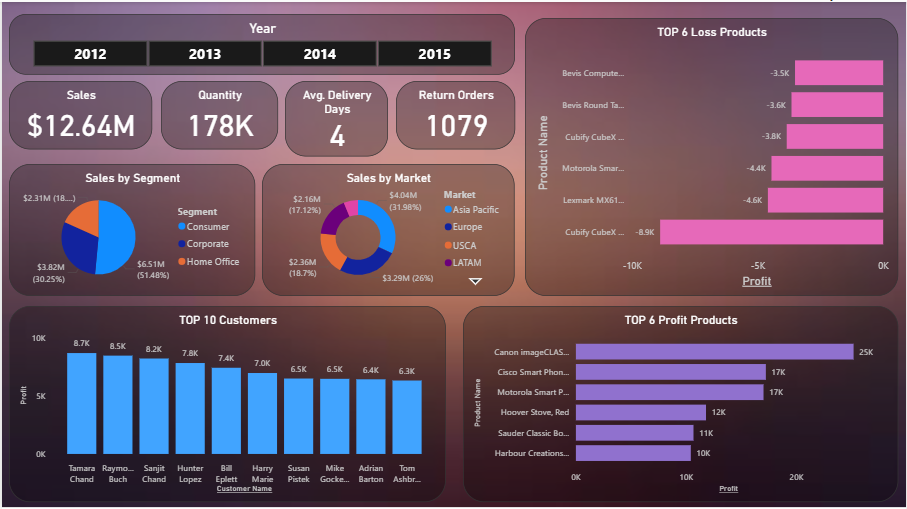 Year
2012
2013
2014
2015
Sales
$12.64M
Quantity
178K
Avg. Delivery
Days
4
Return Orders
1079
Sales by Segment
$2.31M (18....)
$3.82M
(30.25%)
$6.51M
(51.48%)
Segment
Consumer
Corporate
Home Office
Sales by Market
$2.16M
(17.12%)
$4.04M
(31.98%)
$2.36M
(18.7%)
$3.29M (26%)
Market
Asia Pacific
Europe
USCA
LATAM
TOP 6 Loss Products
Product Name
Bevis Compute...
-3.5K
Bevis Round Ta...
-3.6K
Cubify CubeX ...
-3.8K
Motorola Smar...
-4.4K
Lexmark MX61...
-4.6K
Cubify CubeX ...
-8.9K
-10K
-5K
0K
Profit
TOP 10 Customers
Profit
10K
5K
0K
8.7K
8.5K
8.2K
7.8K
7.4K
7.0K
6.5K
6.5K
6.4K
6.3K
Tamara
Chand
Raymo...
Buch
Sanjit
Chand
Hunter
Lopez
Bill
Eplett
Harry
Marie
Susan
Pistek
Mike
Gocke...
Adrian
Barton
Tom
Ashbr...
Customer Name
TOP 6 Profit Products
Product Name
Canon imageCLAS...
25K
Cisco Smart Phon...
17K
Motorola Smart P...
17K
Hoover Stove, Red
12K
Sauder Classic Bo...
11K
Harbour Creations...
10K
0K
10K
20K
Profit